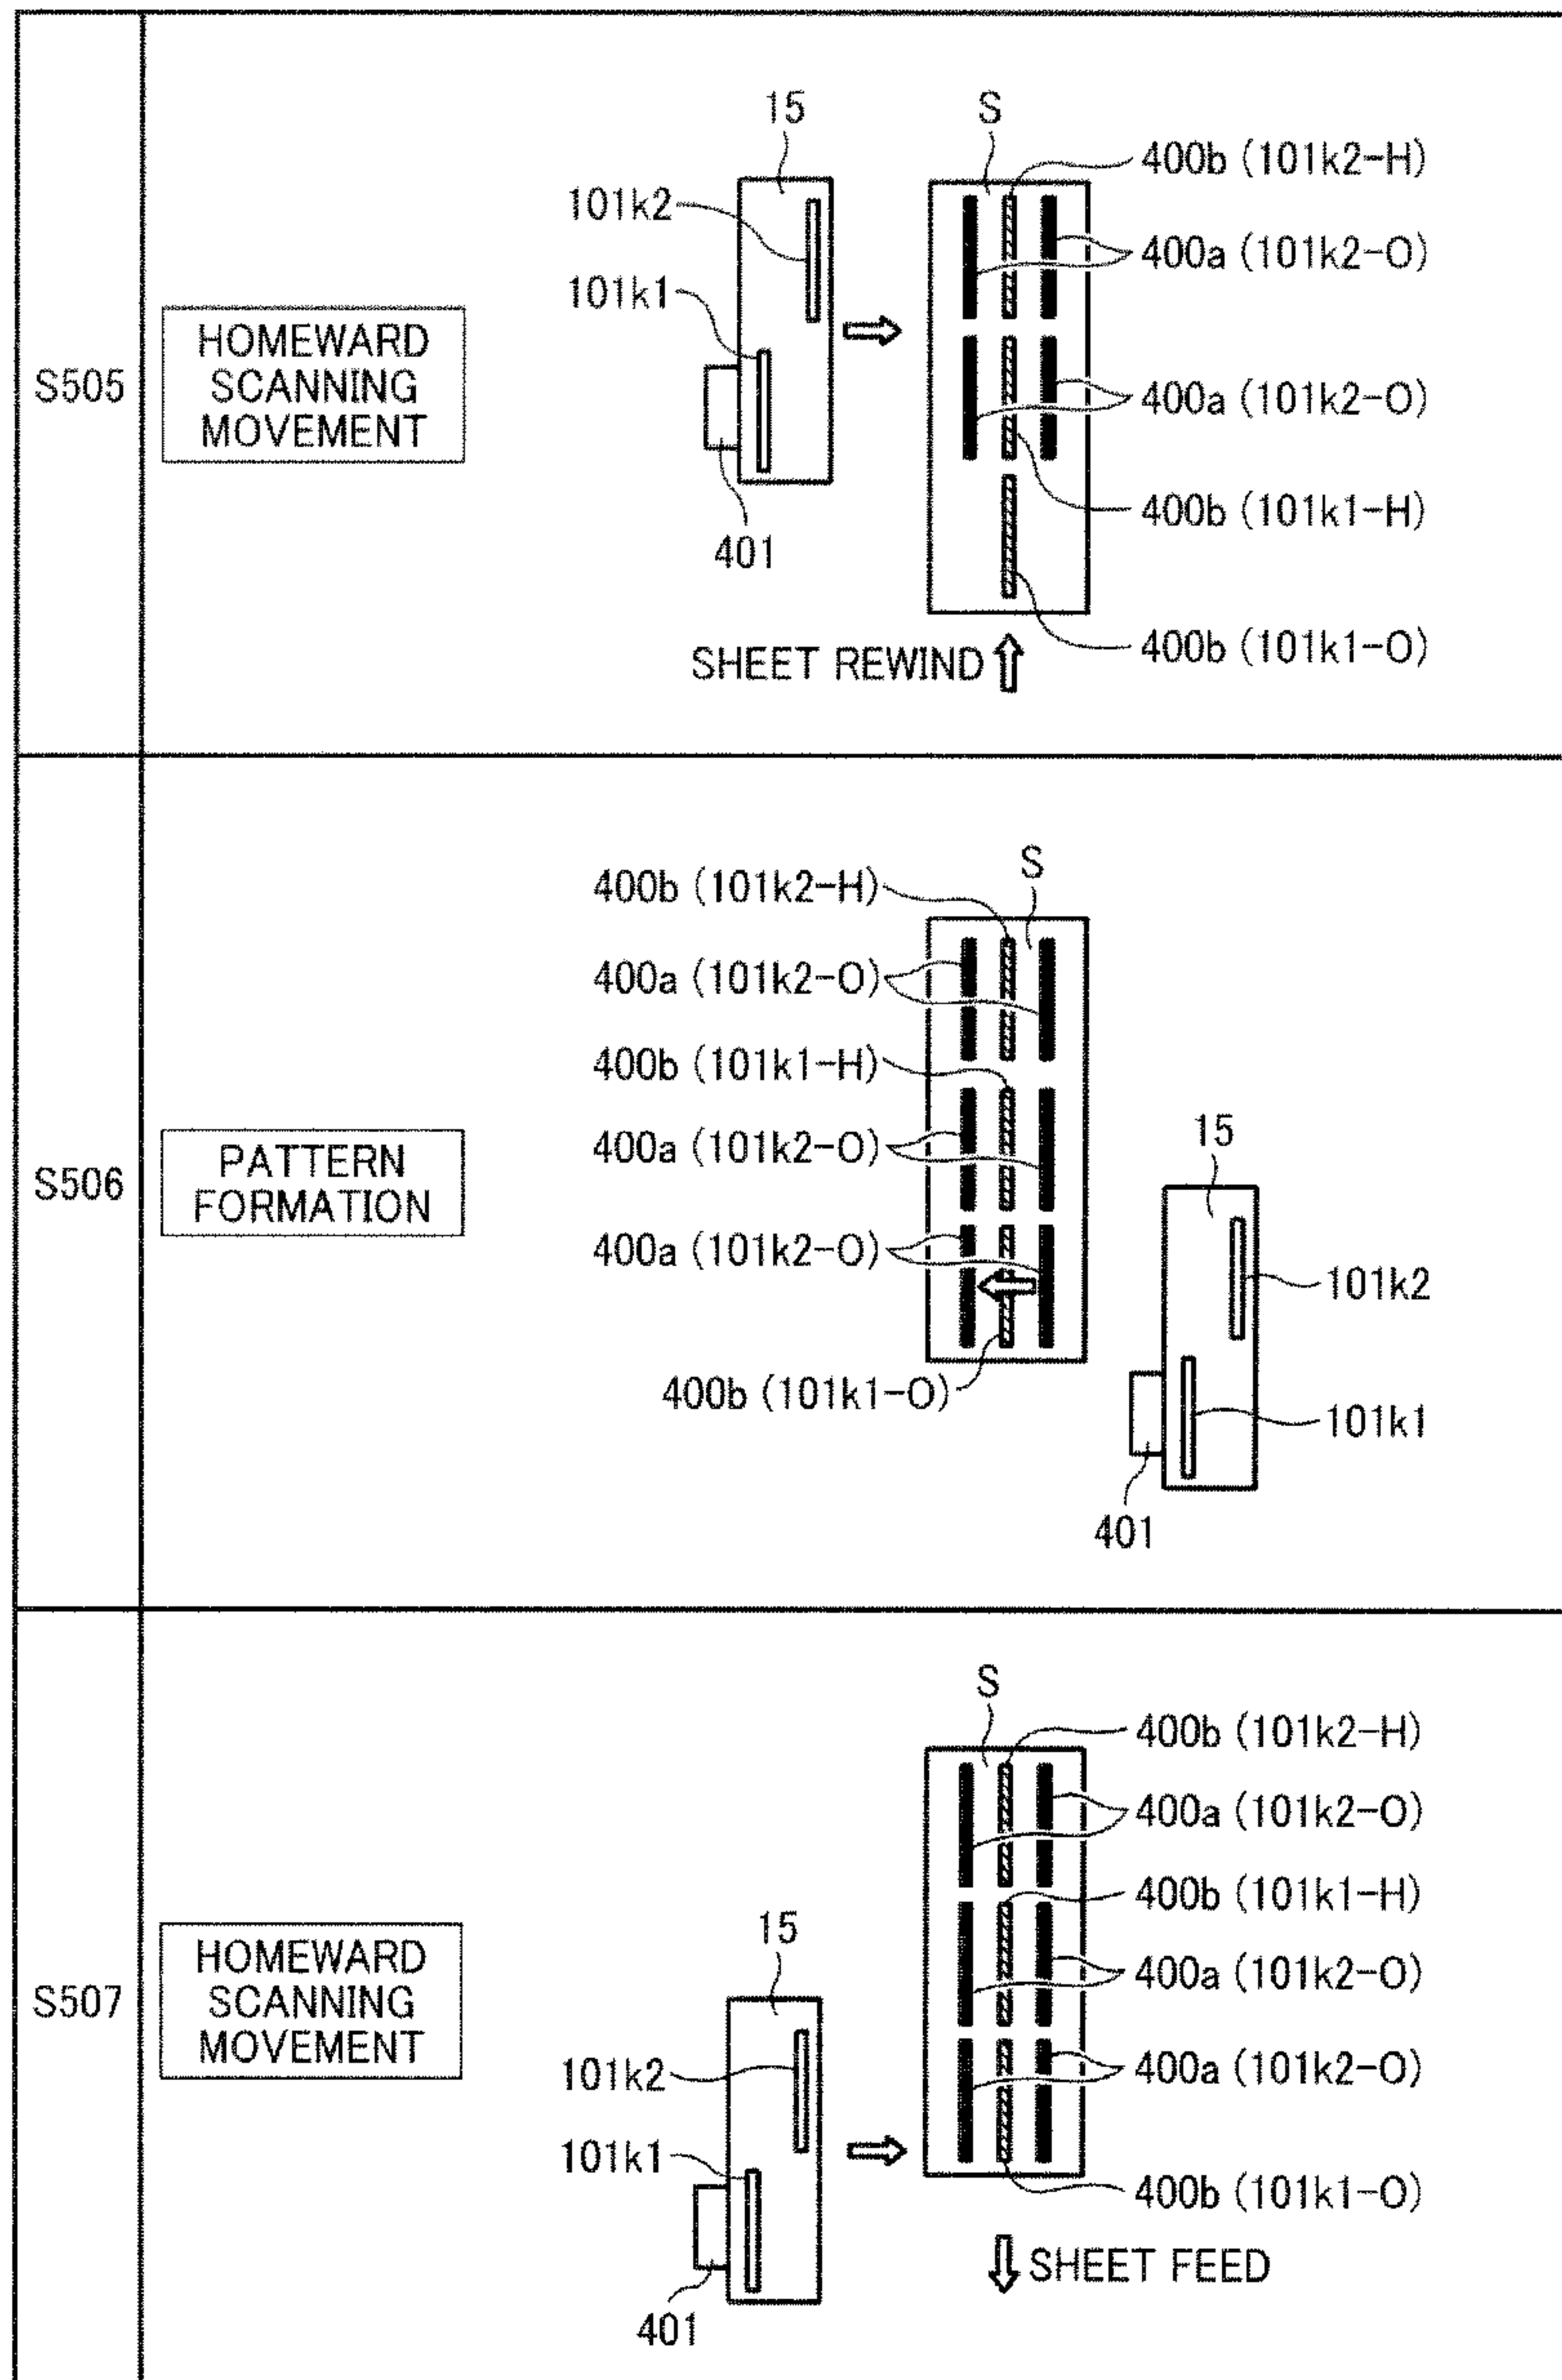 S505
HOMEWARD
SCANNING
MOVEMENT
15
S
101k2
101k1
401
400b (101k2-H)
400a (101k2-O)
400a (101k2-O)
400b (101k1-H)
400b (101k1-O)
SHEET REWIND
S506
PATTERN
FORMATION
S
400b (101k2-H)
400a (101k2-O)
400b (101k1-H)
400a (101k2-O)
400a (101k2-O)
400b (101k1-O)
15
101k2
101k1
401
S507
HOMEWARD
SCANNING
MOVEMENT
S
400b (101k2-H)
400a (101k2-O)
400b (101k1-H)
15
400a (101k2-O)
101k2
400a (101k2-O)
101k1
400b (101k1-O)
SHEET FEED
401